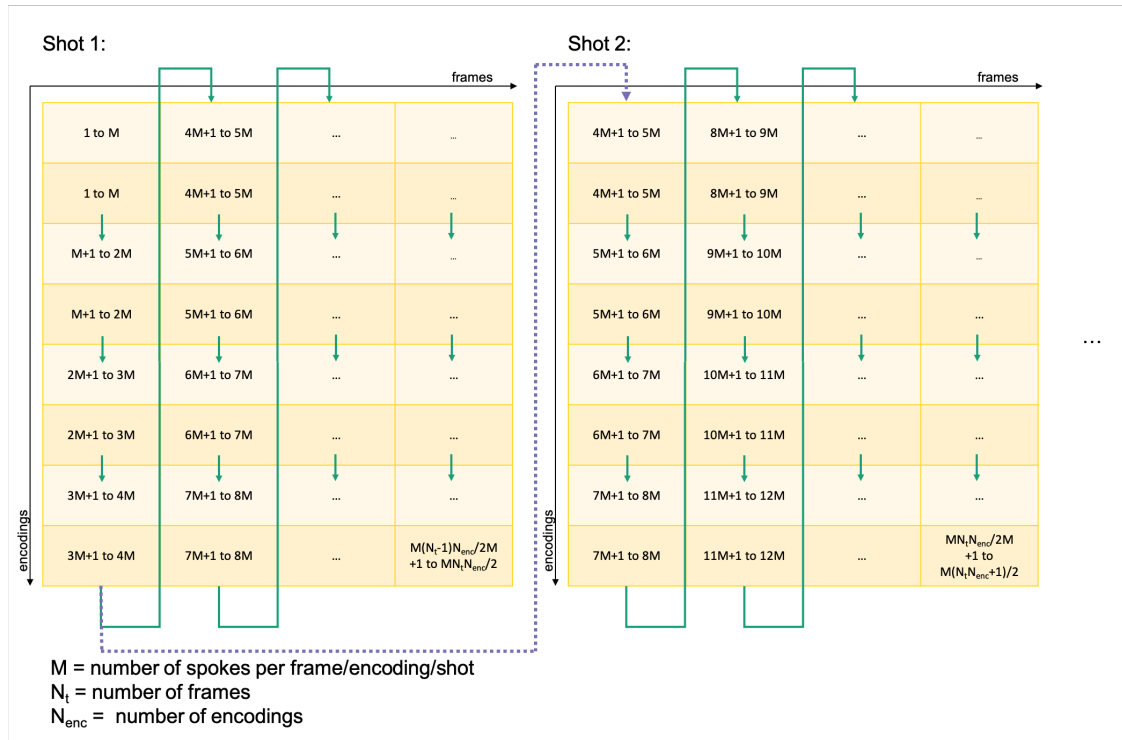 Shot 1:
Shot 2:
frames
frames
1 to M
4M+1 to 5M
...
...
4M+1 to 5M
8M+1 to 9M
...
...
1 to M
4M+1 to 5M
...
...
4M+1 to 5M
8M+1 to 9M
...
...
M+1 to 2M
5M+1 to 6M
...
...
5M+1 to 6M
9M+1 to 10M
...
...
M+1 to 2M
5M+1 to 6M
...
...
5M+1 to 6M
9M+1 to 10M
...
...
...
2M+1 to 3M
6M+1 to 7M
...
...
6M+1 to 7M
10M+1 to 11M
...
...
2M+1 to 3M
6M+1 to 7M
...
...
6M+1 to 7M
10M+1 to 11M
...
...
3M+1 to 4M
7M+1 to 8M
...
...
7M+1 to 8M
11M+1 to 12M
...
...
encodings
3M+1 to 4M
7M+1 to 8M
...
M(Nt-1)Nenc/2M
+1 to MNtNenc/2
encodings
7M+1 to 8M
11M+1 to 12M
...
MNtNenc/2M
+1 to
M(NtNenc+1)/2
M = number of spokes per frame/encoding/shot
Nt = number of frames
Nenc = number of encodings